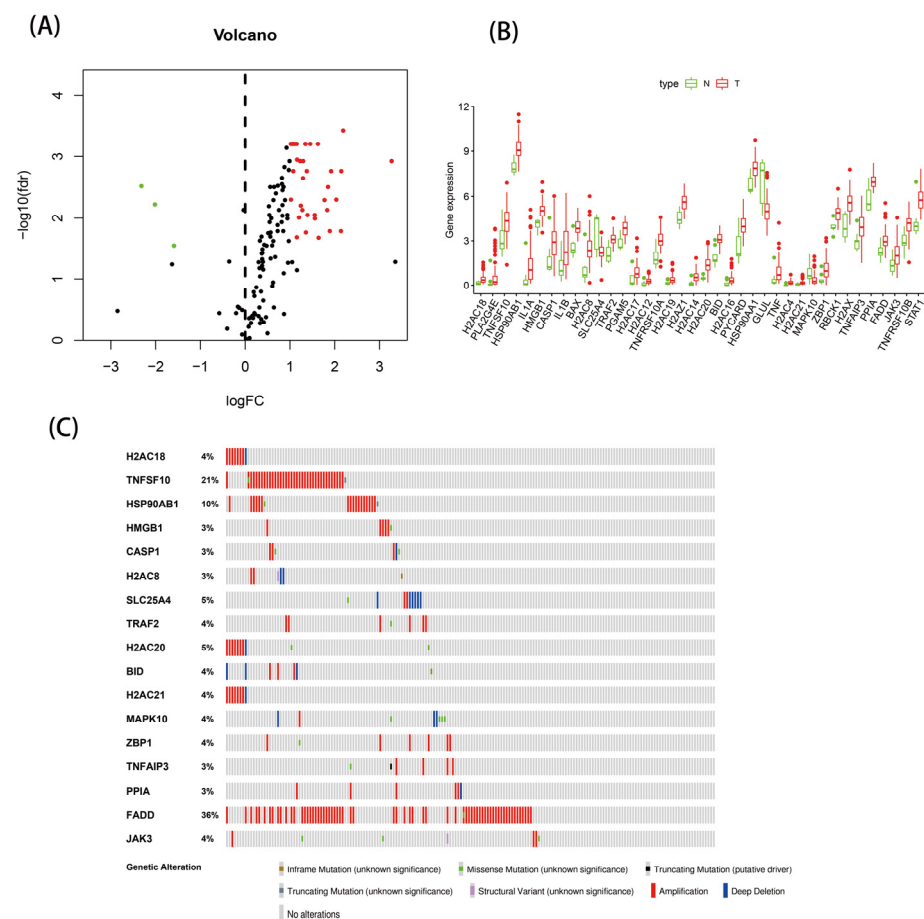 (A)
Volcano
−log10(fdr)
4
3
2
1
0
−3 −2 −1 0 1 2 3
logFC
(B)
type N T
Gene expression
12
9
6
3
0
H2AC18
PLA2G4E
TNFSF10
HSP90AB1
IL1A
HMGB1
CASP1
IL1B
BAX
H2AC8
SLC25A4
TRAF2
PGAM5
H2AC17
H2AC12
TNFRSF10A
H2AC19
H2AZ1
H2AC14
H2AC20
BID
H2AC16
PYCARD
HSP90AA1
GLUL
TNF
H2AC4
H2AC21
MAPK10
ZBP1
RBCK1
H2AX
TNFAIP3
PPIA
FADD
JAK3
TNFRSF10B
STAT1
(C)
H2AC18 4%
TNFSF10 21%
HSP90AB1 10%
HMGB1 3%
CASP1 3%
H2AC8 3%
SLC25A4 5%
TRAF2 4%
H2AC20 5%
BID 4%
H2AC21 4%
MAPK10 4%
ZBP1 4%
TNFAIP3 3%
PPIA 3%
FADD 36%
JAK3 4%
Genetic Alteration Inframe Mutation (unknown significance) Missense Mutation (unknown significance) Truncating Mutation (putative driver)
Truncating Mutation (unknown significance) Structural Variant (unknown significance) Amplification Deep Deletion
No alterations